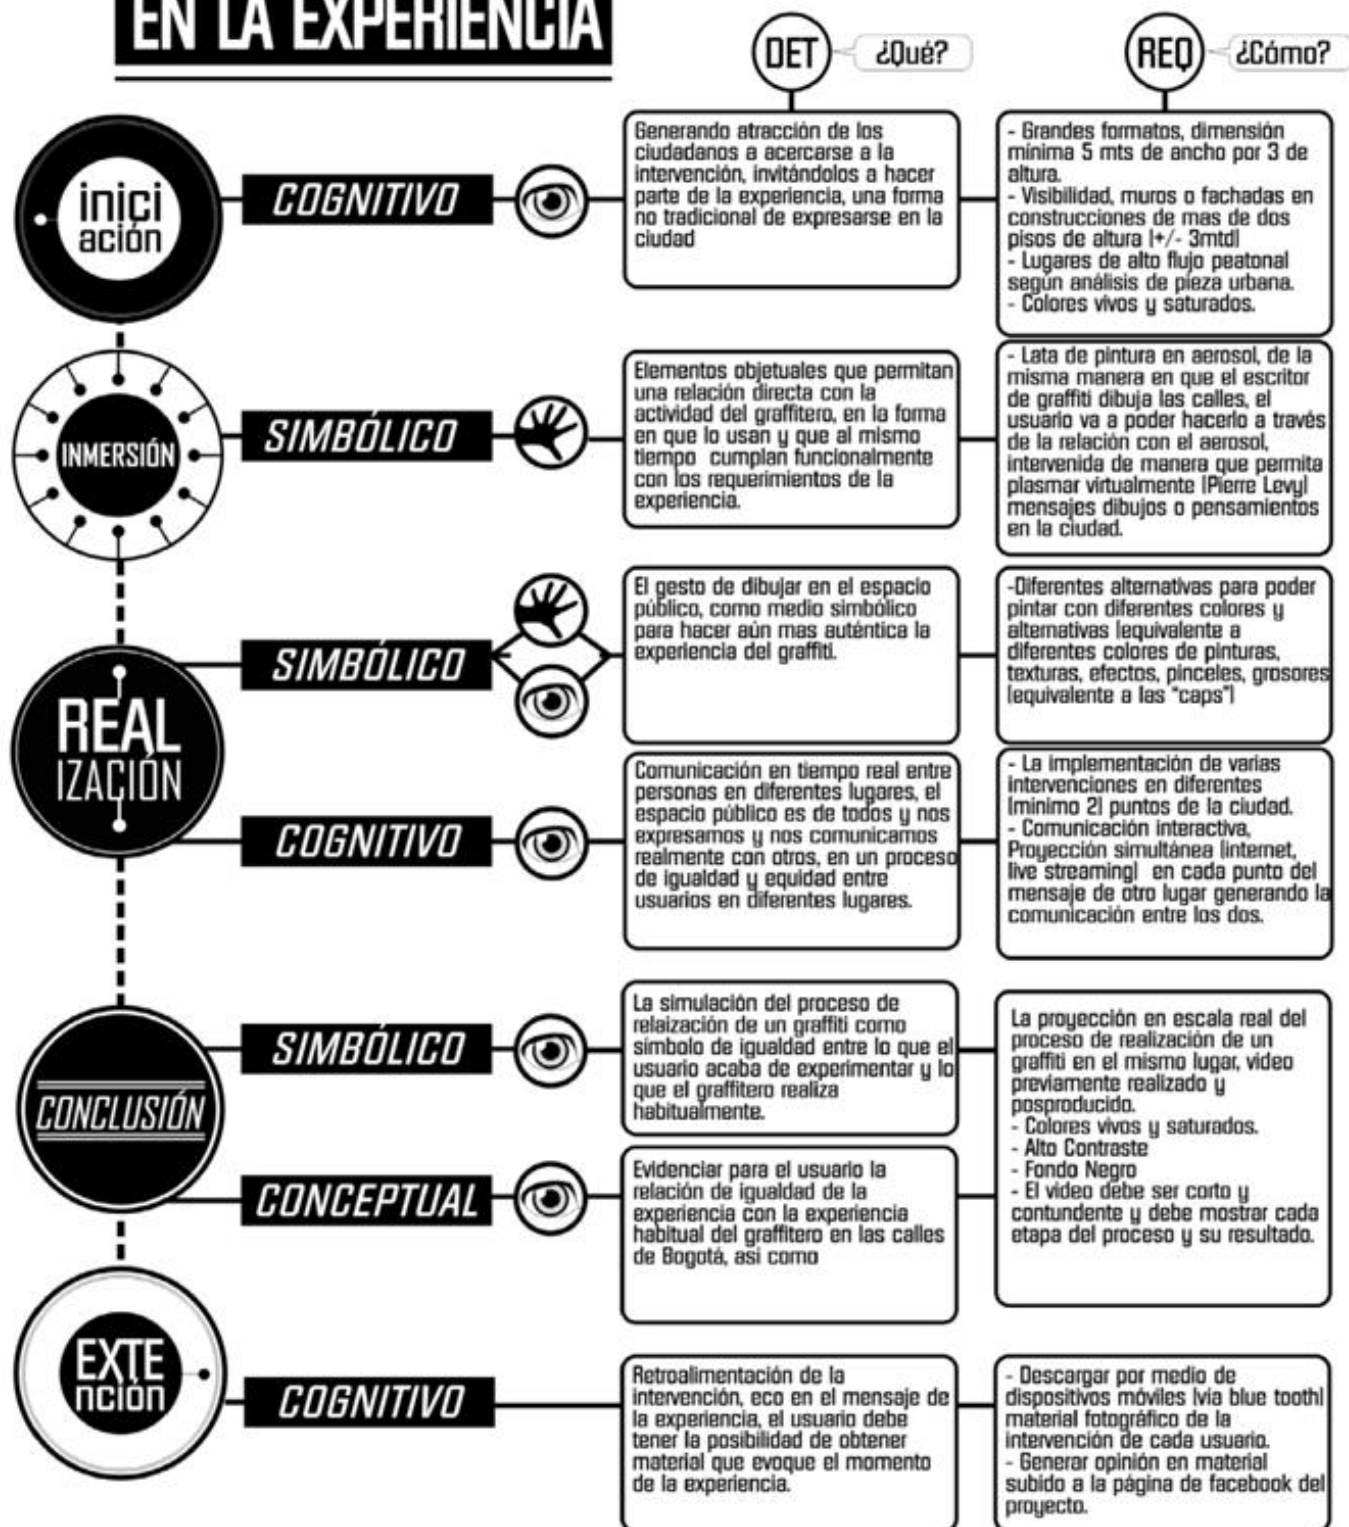 EN LA EXPERIENCIA
DET
¿Qué?
REQ
¿Cómo?
inici
ación
COGNITIVO
Generando atracción de los
ciudadanos a acercarse a la
intervención, invitándolos a hacer
parte de la experiencia, una forma
no tradicional de expresarse en la
ciudad
- Grandes formatos, dimensión
mínima 5 mts de ancho por 3 de
altura.
- Visibilidad, muros o fachadas en
construcciones de mas de dos
pisos de altura (+/- 3mtd)
- Lugares de alto flujo peatonal
según análisis de pieza urbana.
- Colores vivos y saturados.
INMERSIÓN
SIMBÓLICO
Elementos objetuales que permitan
una relación directa con la
actividad del graffitero, en la forma
en que lo usan y que al mismo
tiempo cumplan funcionalmente
con los requerimientos de la
experiencia.
- Lata de pintura en aerosol, de la
misma manera en que el escritor
de graffiti dibuja las calles, el
usuario va a poder hacerlo a través
de la relación con el aerosol,
intervenida de manera que permita
plasmar virtualmente (Pierre Levy)
mensajes dibujos o pensamientos
en la ciudad.
REAL
IZACIÓN
SIMBÓLICO
El gesto de dibujar en el espacio
público, como medio simbólico
para hacer aún mas auténtica la
experiencia del graffiti.
-Diferentes alternativas para poder
pintar con diferentes colores y
alternativas (equivalente a
diferentes colores de pinturas,
texturas, efectos, pinceles, grosores
(equivalente a las "caps")
COGNITIVO
Comunicación en tiempo real entre
personas en diferentes lugares, el
espacio público es de todos y nos
expresamos y nos comunicamos
realmente con otros, en un proceso
de igualdad y equidad entre
usuarios en diferentes lugares.
- La implementación de varias
intervenciones en diferentes
(minimo 2) puntos de la ciudad.
- Comunicación interactiva,
Proyección simultánea (internet,
live streaming) en cada punto del
mensaje de otro lugar generando la
comunicación entre los dos.
CONCLUSIÓN
SIMBÓLICO
La simulación del proceso de
relaización de un graffiti como
símbolo de igualdad entre lo que el
usuario acaba de experimentar y lo
que el graffitero realiza
habitualmente.
La proyección en escala real del
proceso de realización de un
graffiti en el mismo lugar, video
previamente realizado y
posproducido.
- Colores vivos y saturados.
- Alto Contraste
- Fondo Negro
- El video debe ser corto y
contundente y debe mostrar cada
etapa del proceso y su resultado.
CONCEPTUAL
Evidenciar para el usuario la
relación de igualdad de la
experiencia con la experiencia
habitual del graffitero en las calles
de Bogotá, así como
EXTE
nción
COGNITIVO
Retroalimentación de la
intervención, eco en el mensaje de
la experiencia, el usuario debe
tener la posibilidad de obtener
material que evoque el momento
de la experiencia.
- Descargar por medio de
dispositivos móviles (via blue tooth)
material fotográfico de la
intervención de cada usuario.
- Generar opinión en material
subido a la página de facebook del
proyecto.